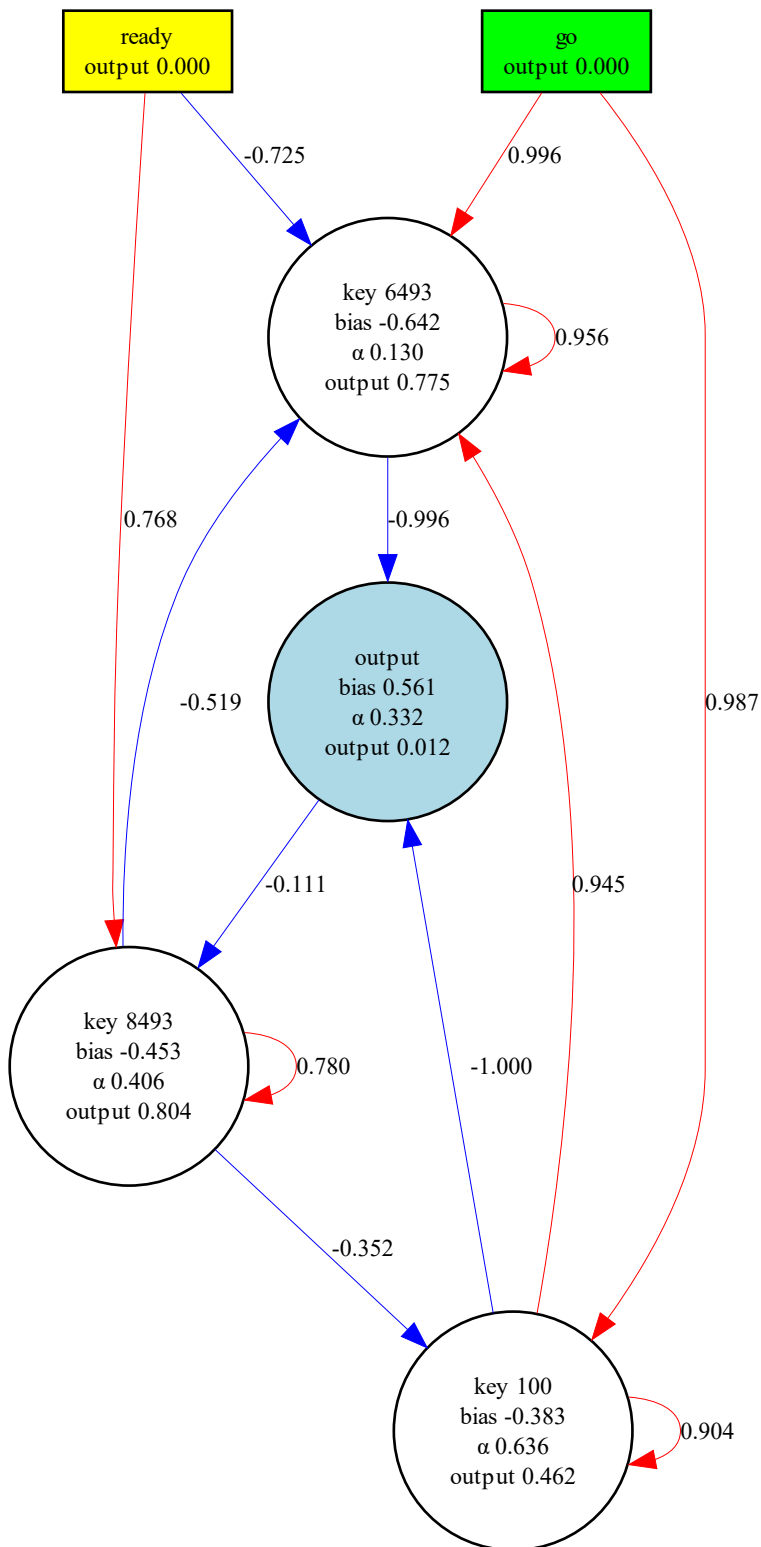 ready
output 0.000
go
output 0.000
-0.725
0.996
key 6493
bias -0.642
α 0.130
output 0.775
0.956
0.768
-0.996
-0.519
output
bias 0.561
α 0.332
output 0.012
0.987
-0.111
0.945
key 8493
bias -0.453
α 0.406
output 0.804
0.780
-1.000
-0.352
key 100
bias -0.383
α 0.636
output 0.462
0.904